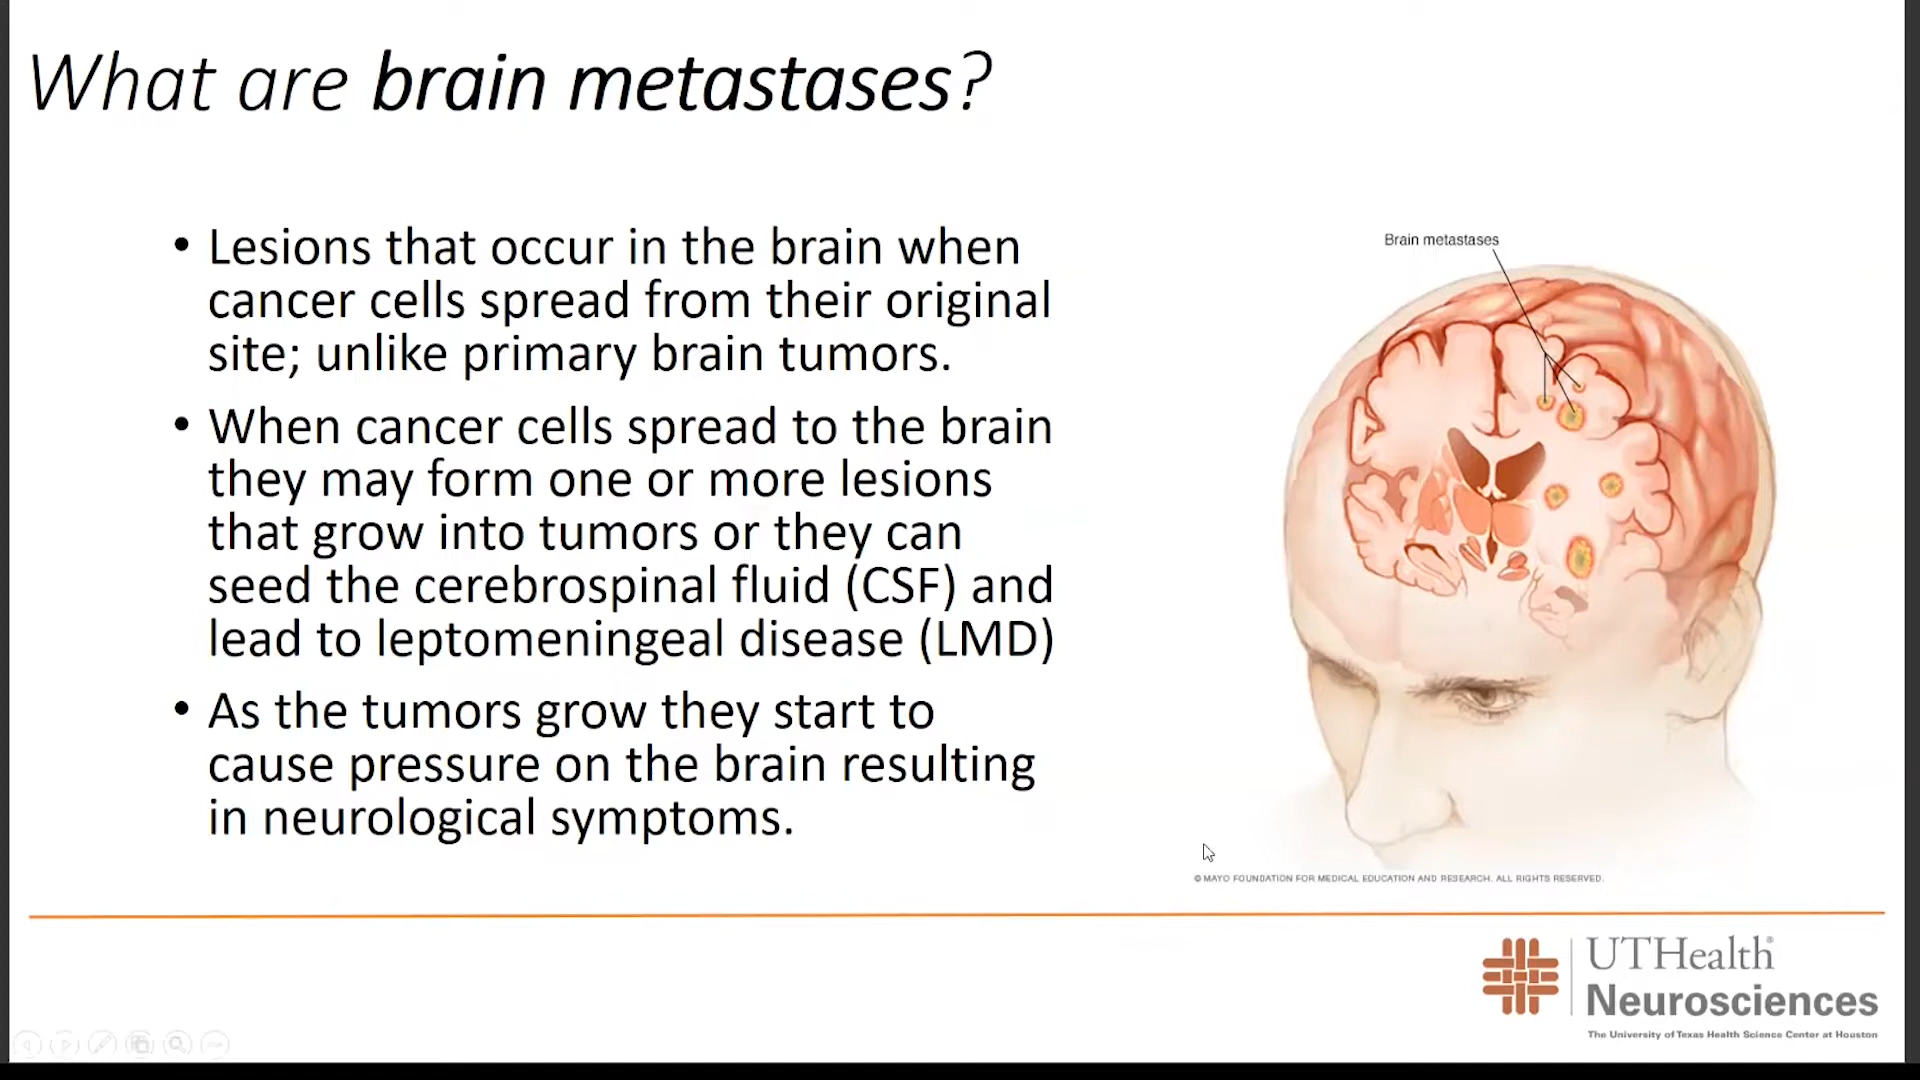 What are brain metastases?
• Lesions that occur in the brain when
cancer cells spread from their original
site; unlike primary brain tumors.
• When cancer cells spread to the brain
they may form one or more lesions
that grow into tumors or they can
seed the cerebrospinal fluid (CSF) and
lead to leptomeningeal disease (LMD)
• As the tumors grow they start to
cause pressure on the brain resulting
in neurological symptoms.
Brain metastases
© MAYO FOUNDATION FOR MEDICAL EDUCATION AND RESEARCH. ALL RIGHTS RESERVED.
UTHealth®
Neurosciences
The University of Texas Health Science Center at Houston